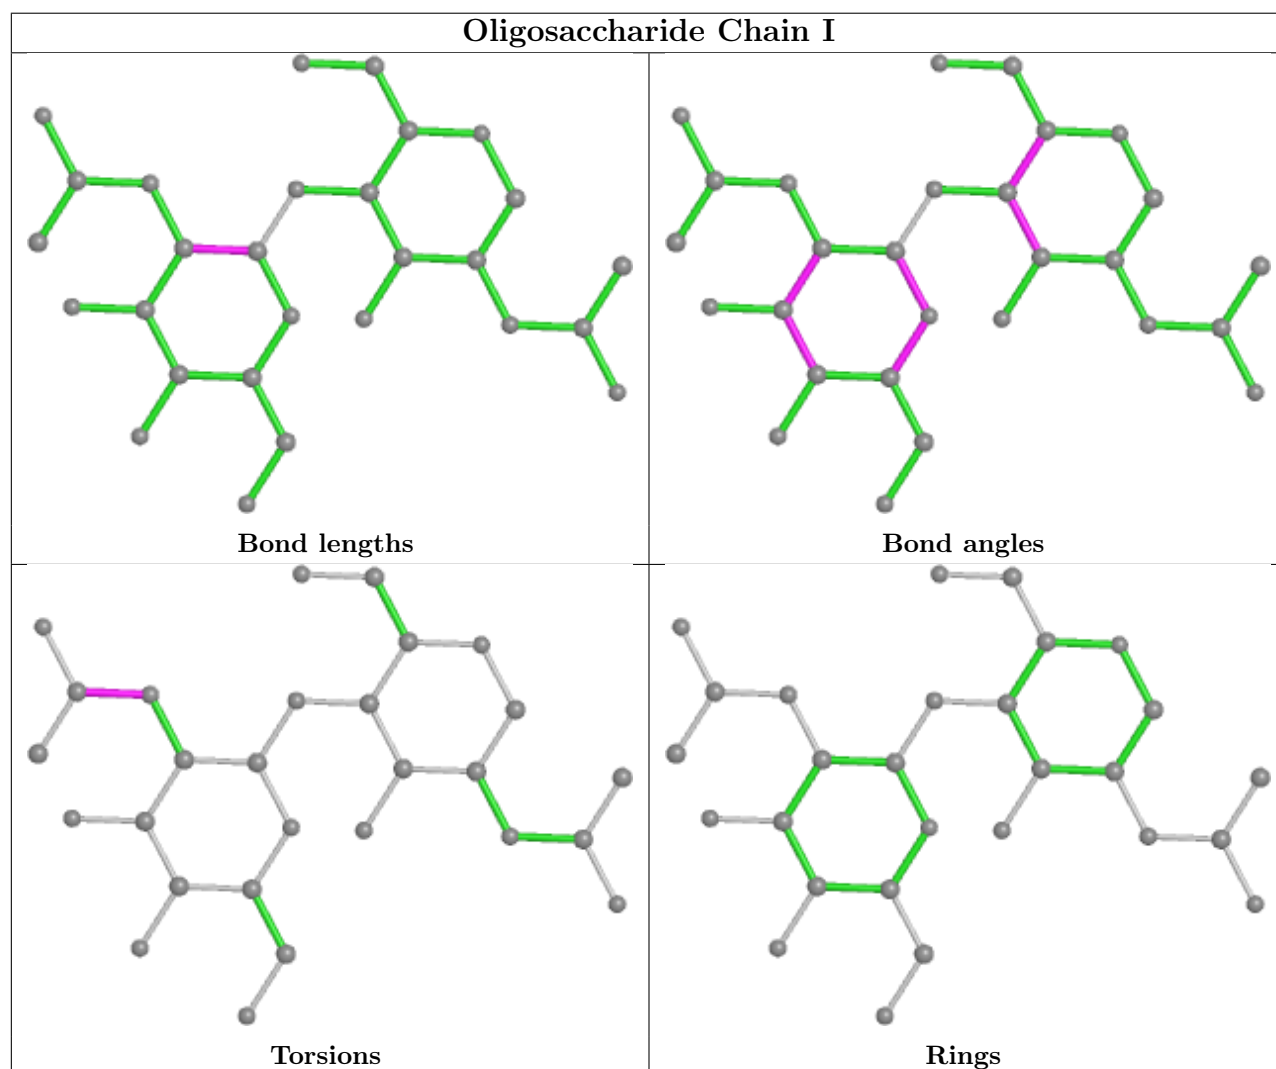 Oligosaccharide Chain I
Bond lengths
Bond angles
Torsions
Rings